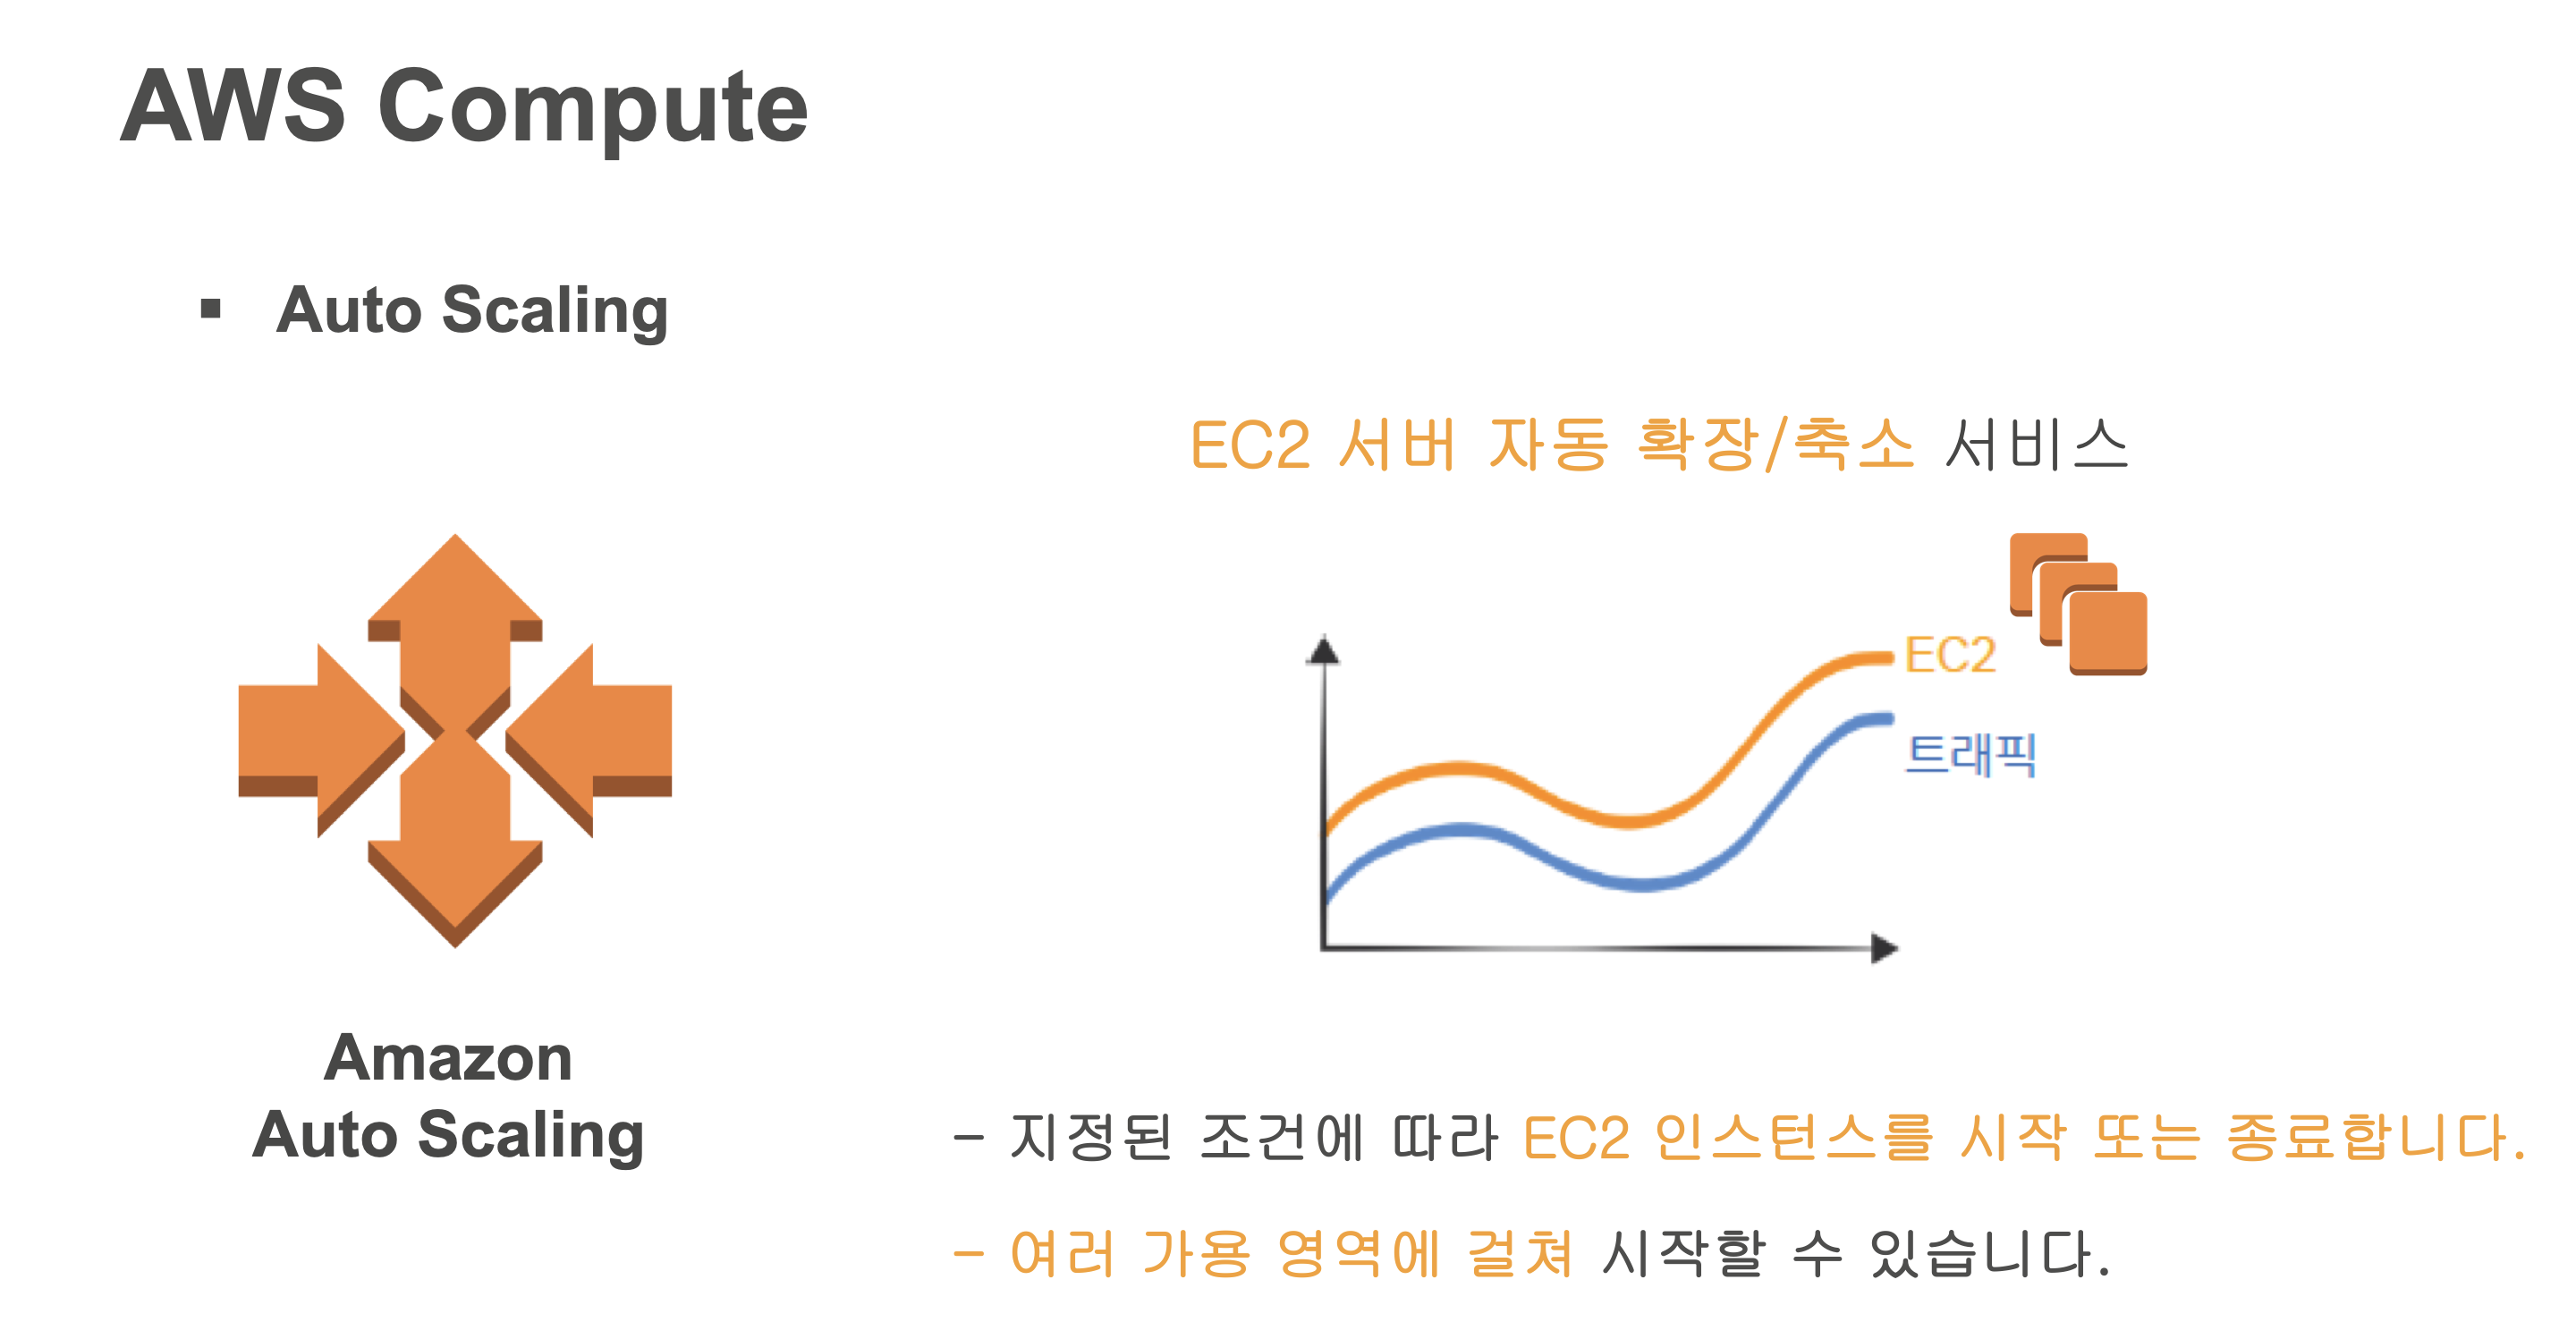 AWS Compute
▪ Auto Scaling
EC2 서버 자동 확장/축소 서비스
EC2
트래픽
Amazon
Auto Scaling
- 지정된 조건에 따라 EC2 인스턴스를 시작 또는 종료합니다.
- 여러 가용 영역에 걸쳐 시작할 수 있습니다.